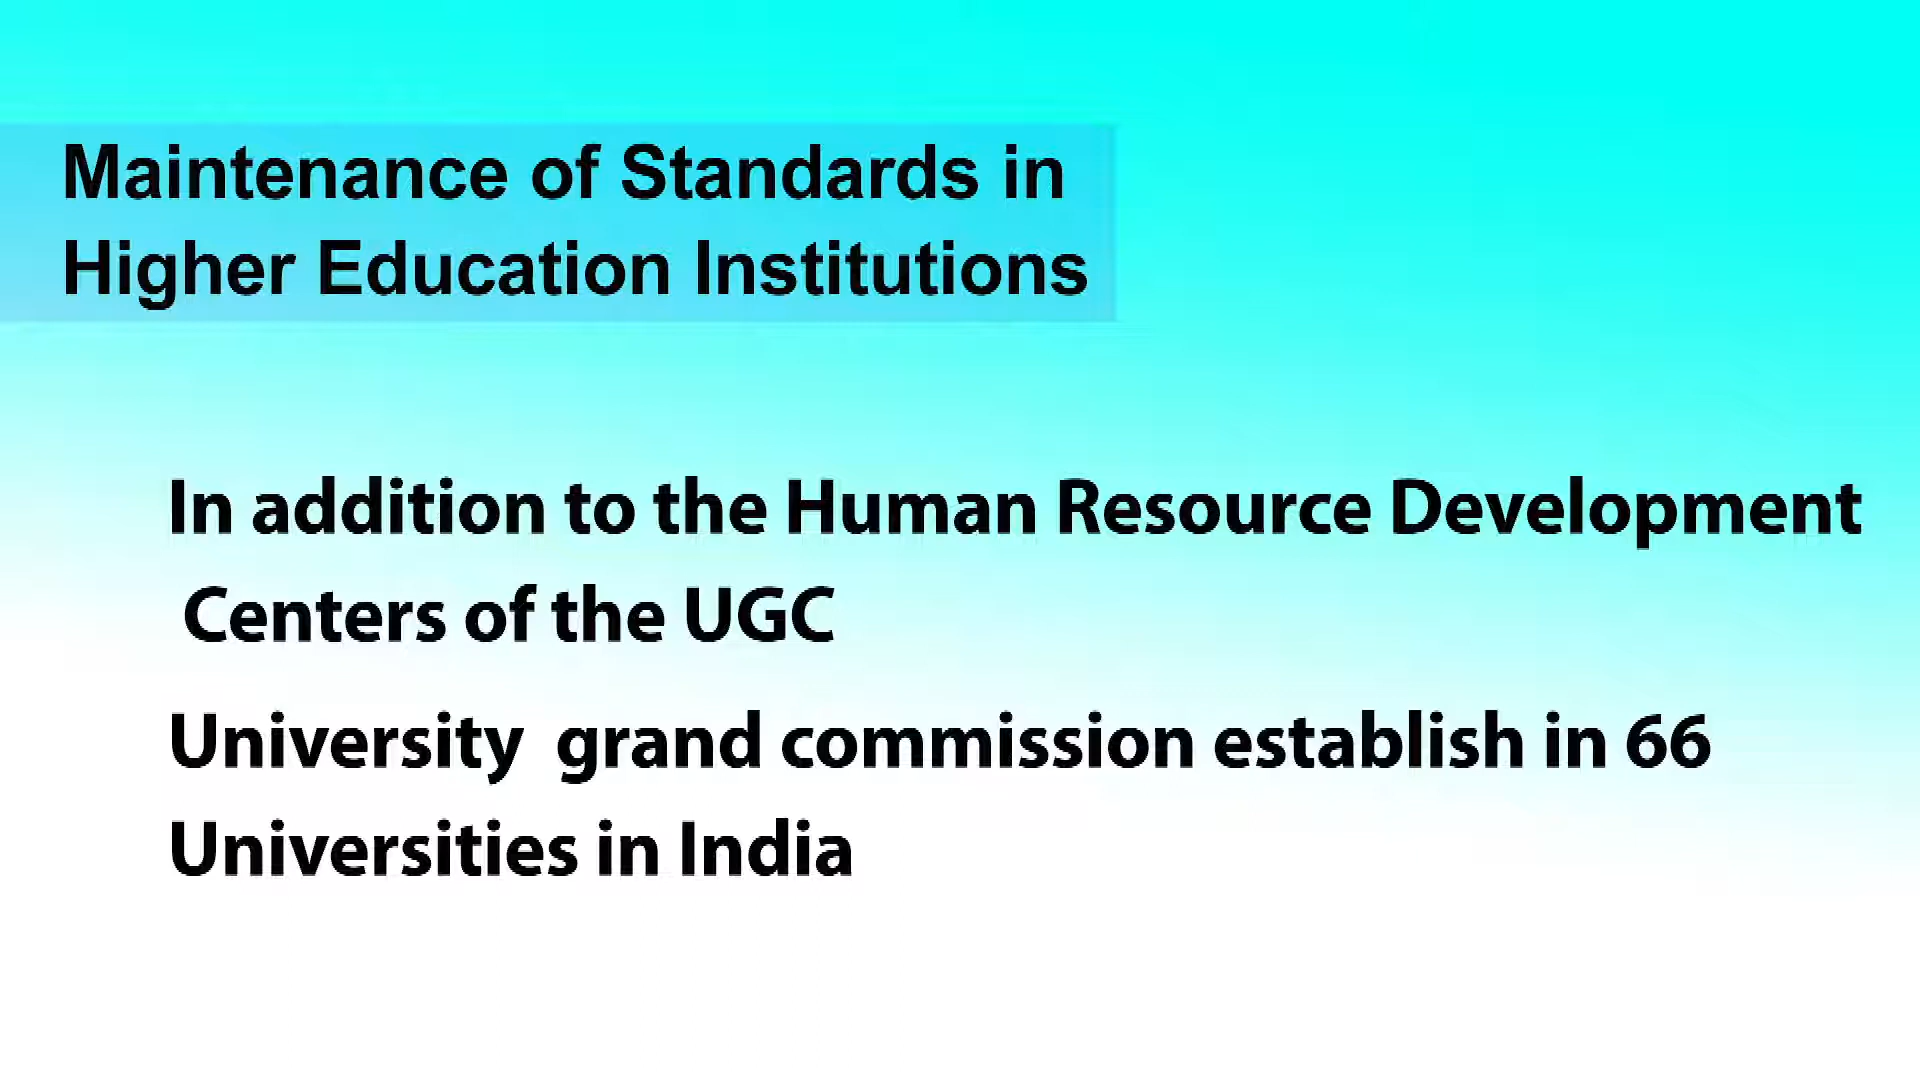 Maintenance of Standards in
Higher Education Institutions
In addition to the Human Resource Development
Centers of the UGC
University grand commission establish in 66
Universities in India